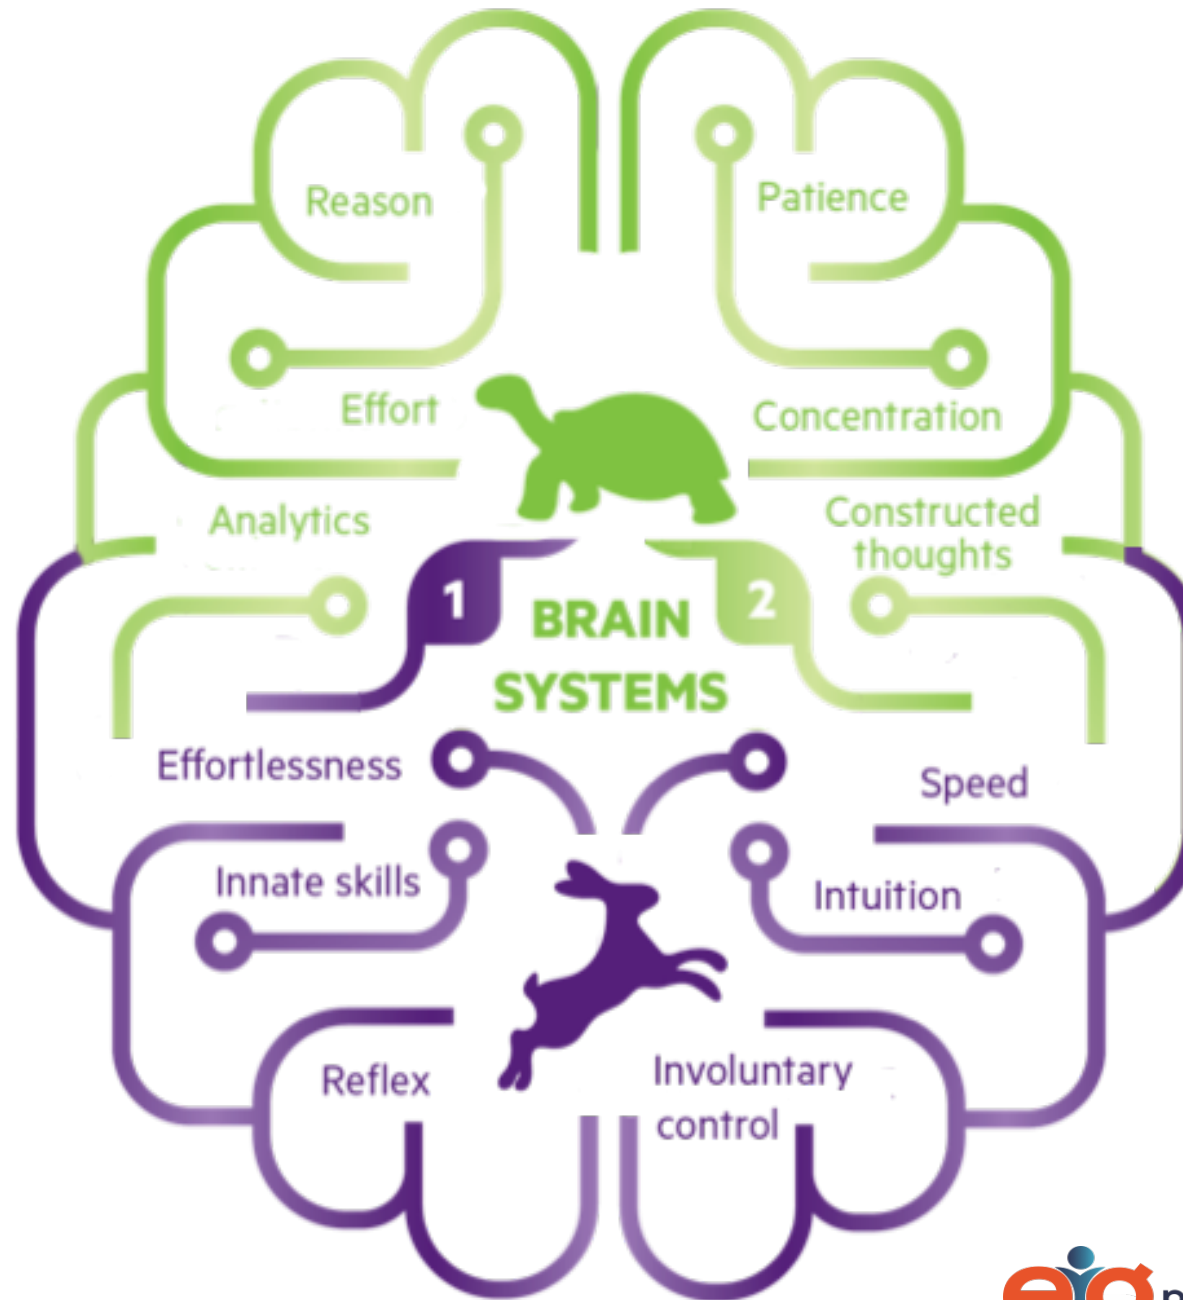 Reason
Patience
Effort
Concentration
Analytics
Constructed
thoughts
1
2
BRAIN
SYSTEMS
Effortlessness
Speed
Innate skills
Intuition
Reflex
Involuntary
control